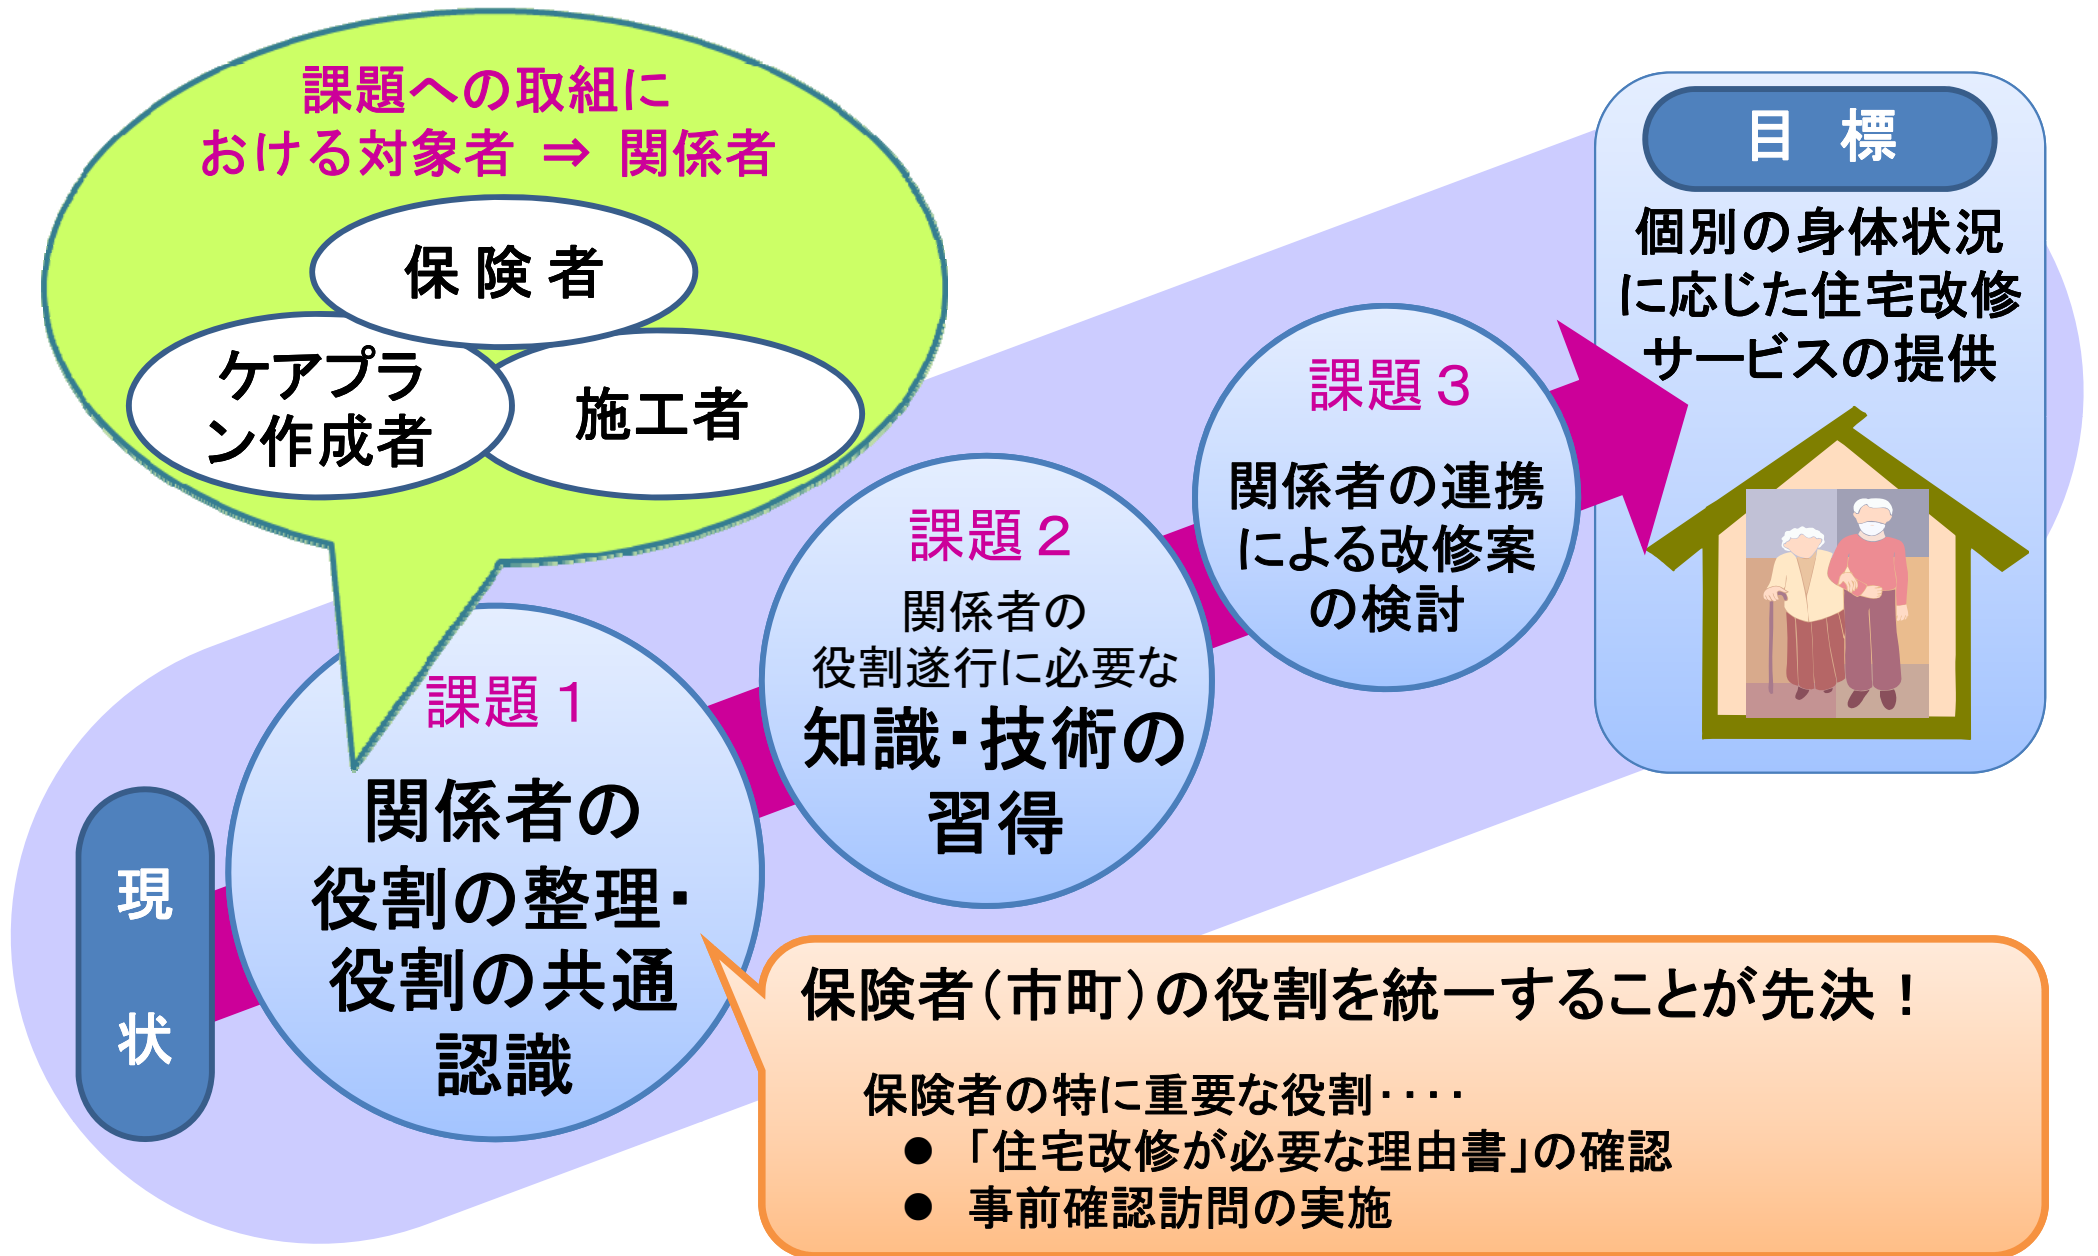 課題への取組に
おける対象者 ⇒ 関係者
保険者
ケアプラ
ン作成者
施工者
現
状
課題１
関係者の
役割の整理・
役割の共通
認識
課題２
関係者の
役割遂行に必要な
知識・技術の
習得
課題３
関係者の連携
による改修案
の検討
目 標
個別の身体状況
に応じた住宅改修
サービスの提供
保険者（市町）の役割を統一することが先決！
保険者の特に重要な役割････
● 「住宅改修が必要な理由書」の確認
● 事前確認訪問の実施